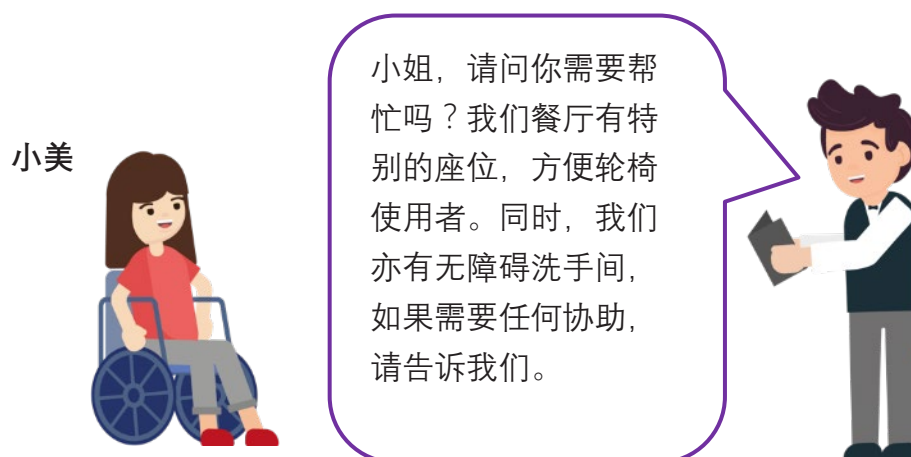 小美
小姐，请问你需要帮
忙吗？我们餐厅有特
别的座位，方便轮椅
使用者。同时，我们
亦有无障碍洗手间，
如果需要任何协助，
请告诉我们。